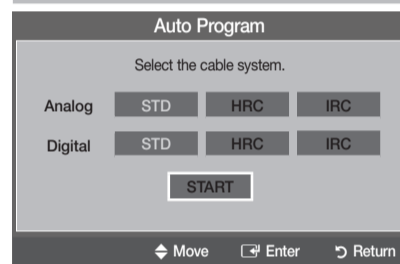 Auto Program
Select the cable system.
Analog STD HRC IRC
Digital STD HRC IRC
START
Move Enter Return